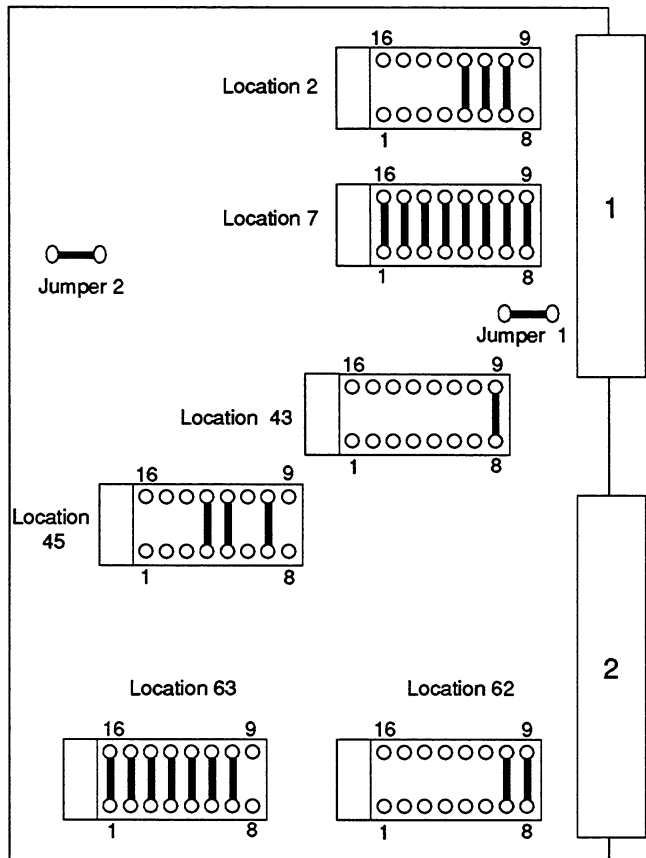 16 9
Location 2
1 8
16 9
Location 7
1 8
1
Jumper 2
Jumper 1
16 9
Location 43
1 8
16 9
Location
45
1 8
2
Location 63
16 9
1 8
Location 62
16 9
1 8